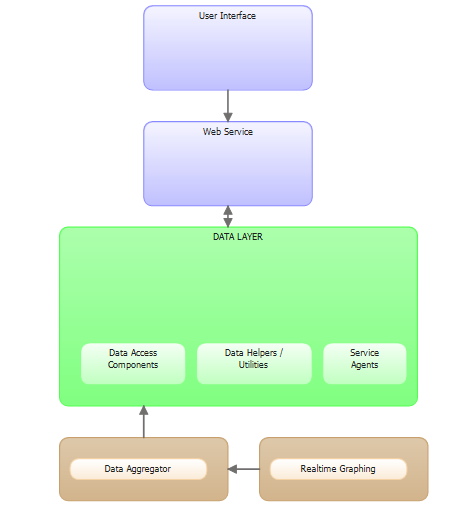 User Interface
Web Service
DATA LAYER
Data Access
Components
Data Helpers /
Utilities
Service
Agents
Data Aggregator
Realtime Graphing